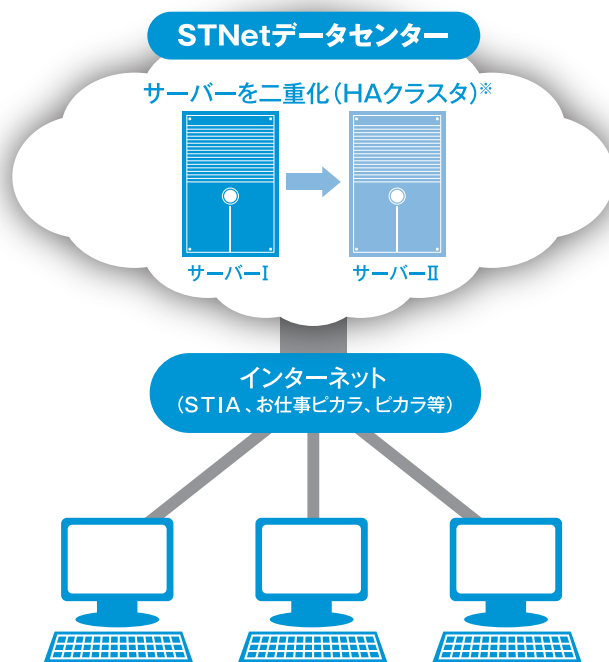 STNetデータセンター
サーバーを二重化（HAクラスタ）※
サーバーI サーバーII
インターネット
（STIA、お仕事ピカラ、ピカラ等）